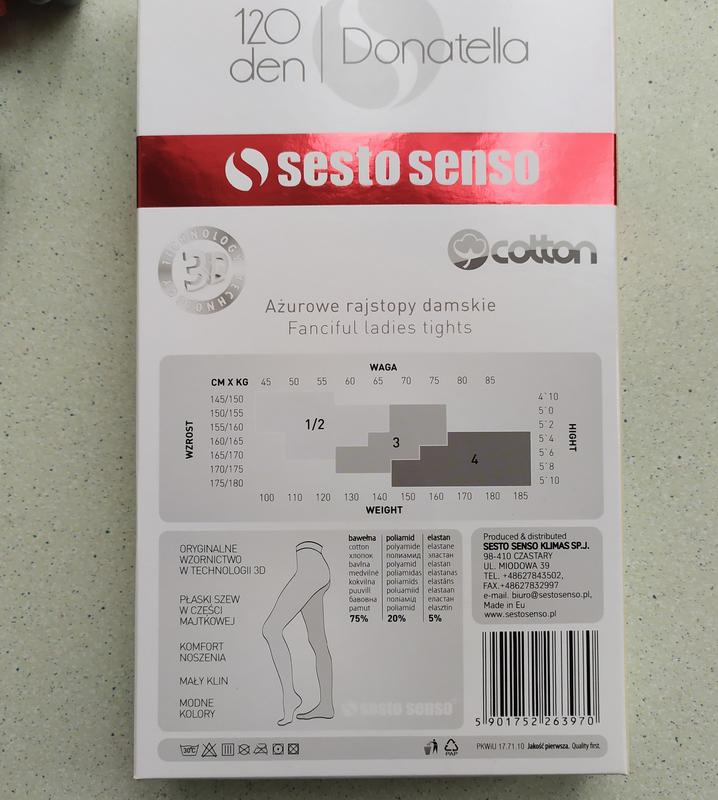 120
den
Donatella
sesto senso
TECHNOLOGY TECHNOLOGY
3D
cotton
Ażurowe rajstopy damskie
Fanciful ladies tights
WAGA
CM X KG 45 50 55 60 65 70 75 80 85
WZROST
145/150 4`10
150/155 5`0
155/160 1/2 5`2
160/165 3 5`4
165/170 4 5`6
170/175 5`8
175/180 5`10
HIGHT
100 110 120 130 140 150 160 170 180 185
WEIGHT
ORYGINALNE
WZORNICTWO
W TECHNOLOGII 3D
PŁASKI SZEW
W CZĘŚCI
MAJTKOWEJ
KOMFORT
NOSZENIA
MAŁY KLIN
MODNE
KOLORY
bawełna poliamid elastan
cotton polyamide elastane
хлопок полиамид эластан
bavlna polyamid elastan
medvilnė poliamidas elastanas
kokvilna poliamīds elastāns
puuvill poluamiid elastaan
бавовна поліамід еластан
pamut poliamid elasztin
75% 20% 5%
sesto senso
Produced & distributed
SESTO SENSO KLIMAS SP.J.
98-410 CZASTARY
UL. MIODOWA 39
TEL. +48627843502,
FAX.+48627832997
e-mail. biuro@sestosenso.pl,
Made in Eu
www.sestosenso.pl
5 901752 263970
30°C
PAP
PKWiU 17.71.10 Jakość pierwsza. Quality first.